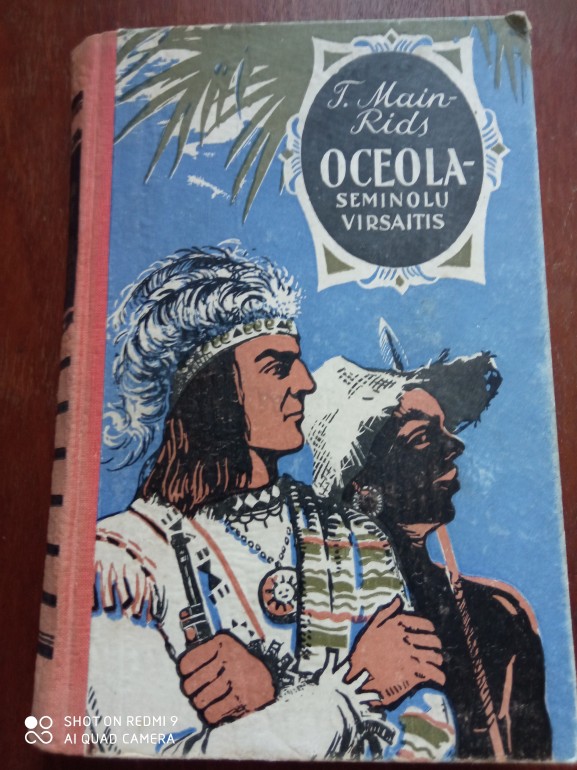 T. Main-
Rids
OCEOLA-
SEMINOLU
VIRSAITIS
SHOT ON REDMI 9
AI QUAD CAMERA